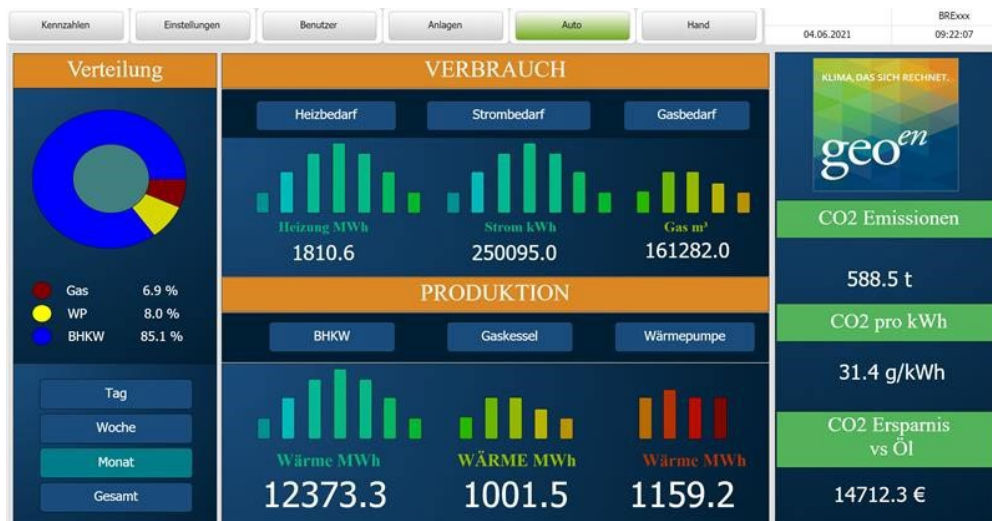 Kennzahlen
Einstellungen
Benutzer
Anlagen
Auto
Hand
BRExxx
04.06.2021 09:22:07
Verteilung
Gas 6.9 %
WP 8.0 %
BHKW 85.1 %
Tag
Woche
Monat
Gesamt
VERBRAUCH
Heizbedarf Strombedarf Gasbedarf
Heizung MWh Strom kWh Gas m³
1810.6 250095.0 161282.0
PRODUKTION
BHKW Gaskessel Wärmepumpe
Wärme MWh WÄRME MWh Wärme MWh
12373.3 1001.5 1159.2
KLIMA, DAS SICH RECHNET.
geoen
CO2 Emissionen
588.5 t
CO2 pro kWh
31.4 g/kWh
CO2 Ersparnis
vs Öl
14712.3 €